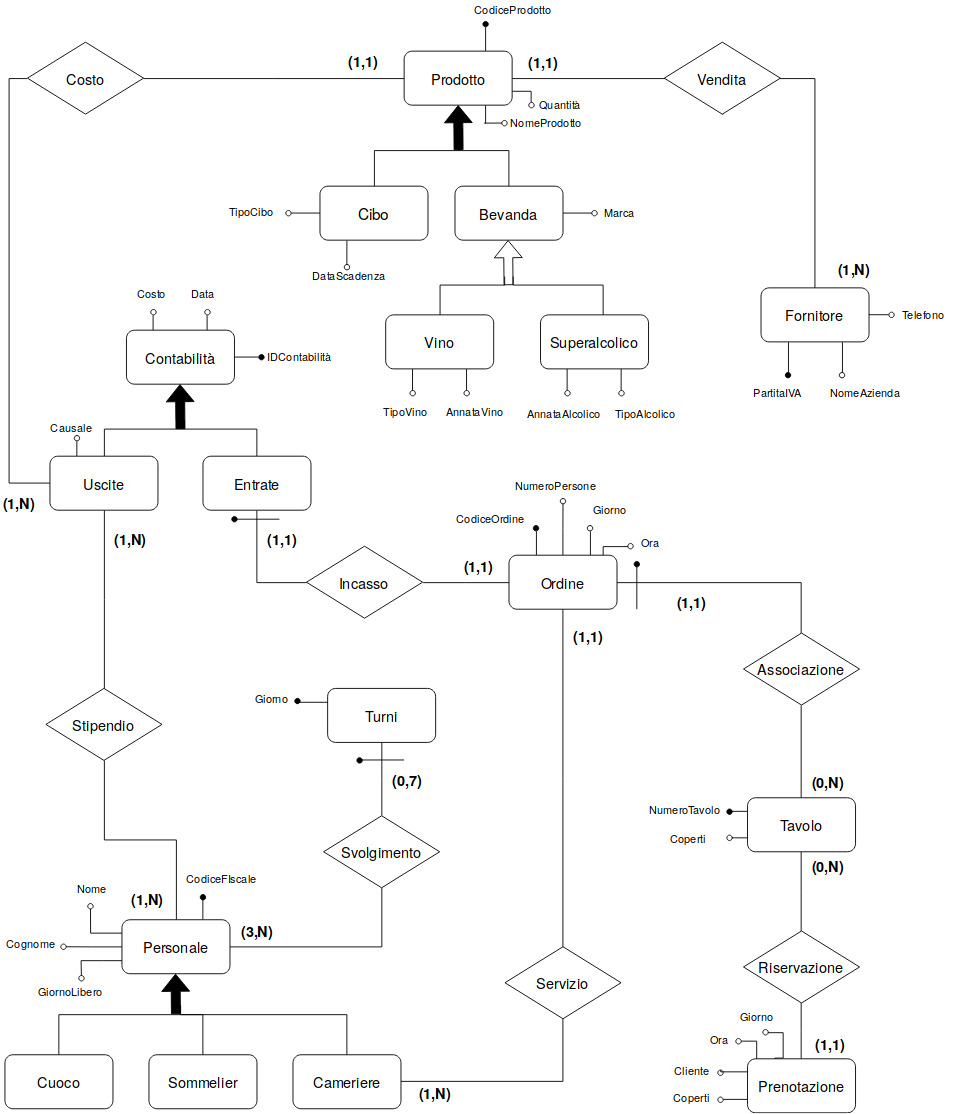 CodiceProdotto
(1,1)
(1,1)
Costo
Prodotto
Vendita
Quantità
NomeProdotto
TipoCibo
Cibo
Bevanda
Marca
DataScadenza
(1,N)
Costo
Data
Fornitore
Telefono
Vino
Superalcolico
Contabilità
IDContabilità
PartitaIVA
NomeAzienda
TipoVino
AnnataVino
AnnataAlcolico
TipoAlcolico
Causale
Uscite
Entrate
(1,N)
NumeroPersone
CodiceOrdine
Giorno
(1,N)
(1,1)
Ora
(1,1)
Incasso
Ordine
(1,1)
(1,1)
Associazione
Giorno
Turni
Stipendio
(0,7)
(0,N)
NumeroTavolo
Tavolo
Coperti
Svolgimento
(0,N)
CodiceFIscale
Nome
(1,N)
(3,N)
Cognome
Personale
Riservazione
GiornoLibero
Servizio
Giorno
Ora
(1,1)
Cliente
Cuoco
Sommelier
Cameriere
Prenotazione
(1,N)
Coperti